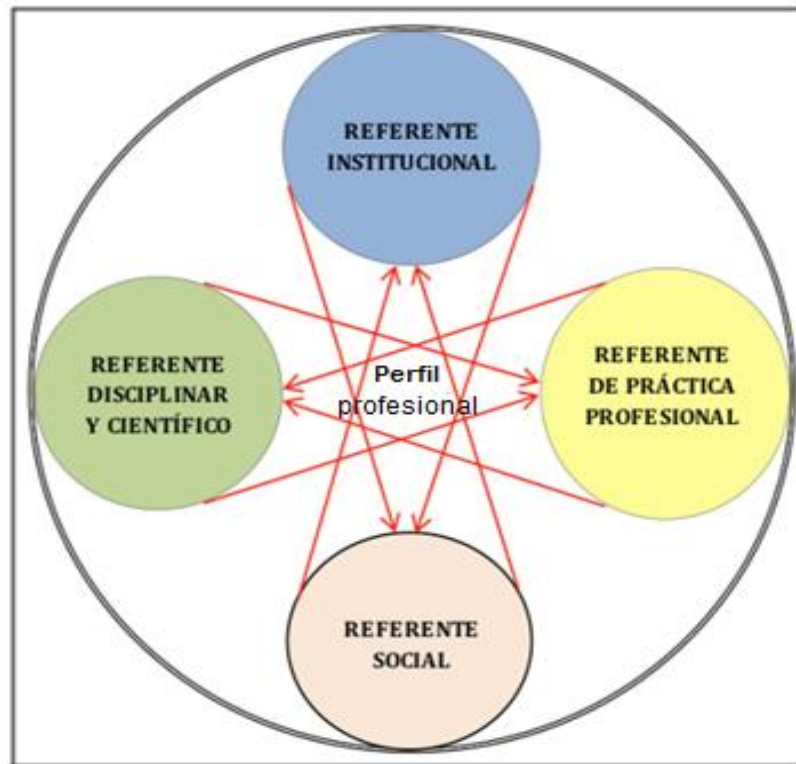 REFERENTE
INSTITUCIONAL
REFERENTE
DISCIPLINAR
Y CIENTÍFICO
Perfil
profesional
REFERENTE
DE PRÁCTICA
PROFESIONAL
REFERENTE
SOCIAL